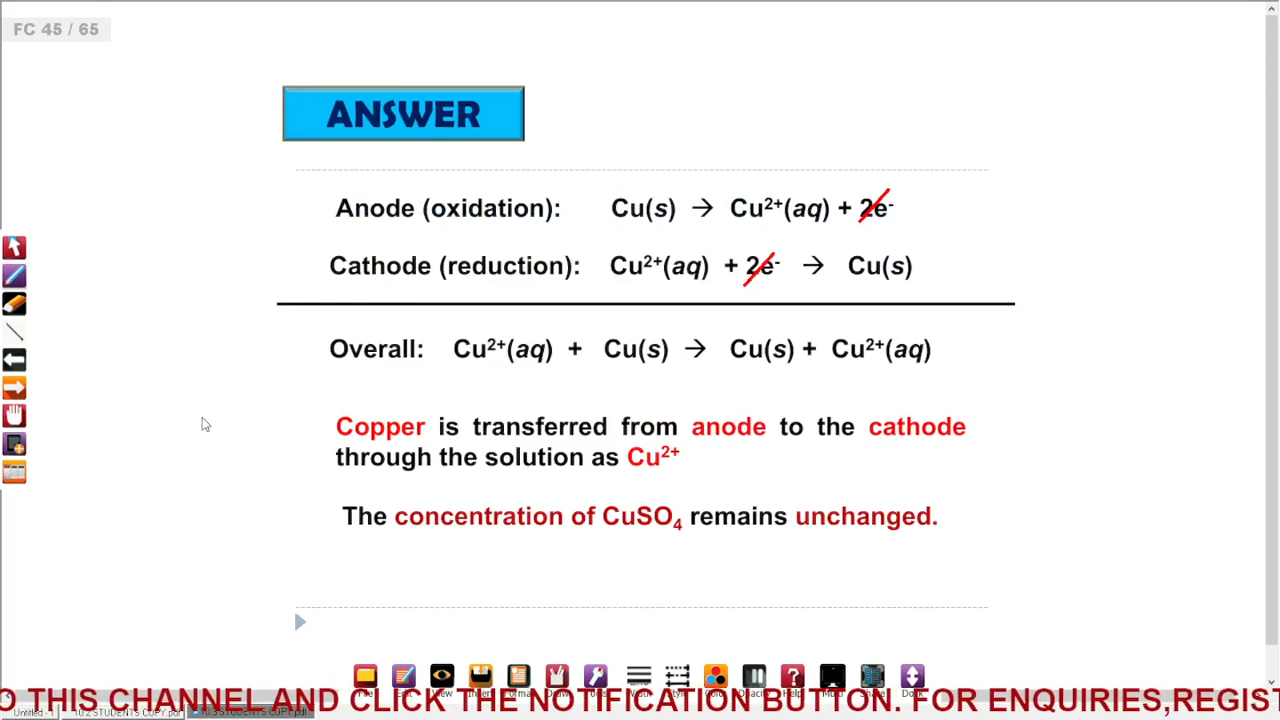 FC 45 / 65
ANSWER
Anode (oxidation): Cu(s) → Cu²⁺(aq) + 2e⁻
Cathode (reduction): Cu²⁺(aq) + 2e⁻ → Cu(s)
Overall: Cu²⁺(aq) + Cu(s) → Cu(s) + Cu²⁺(aq)
Copper is transferred from anode to the cathode
through the solution as Cu²⁺
The concentration of CuSO₄ remains unchanged.
THIS CHANNEL AND CLICK THE NOTIFICATION BUTTON. FOR ENQUIRIES,REGIST
Untitled - 1